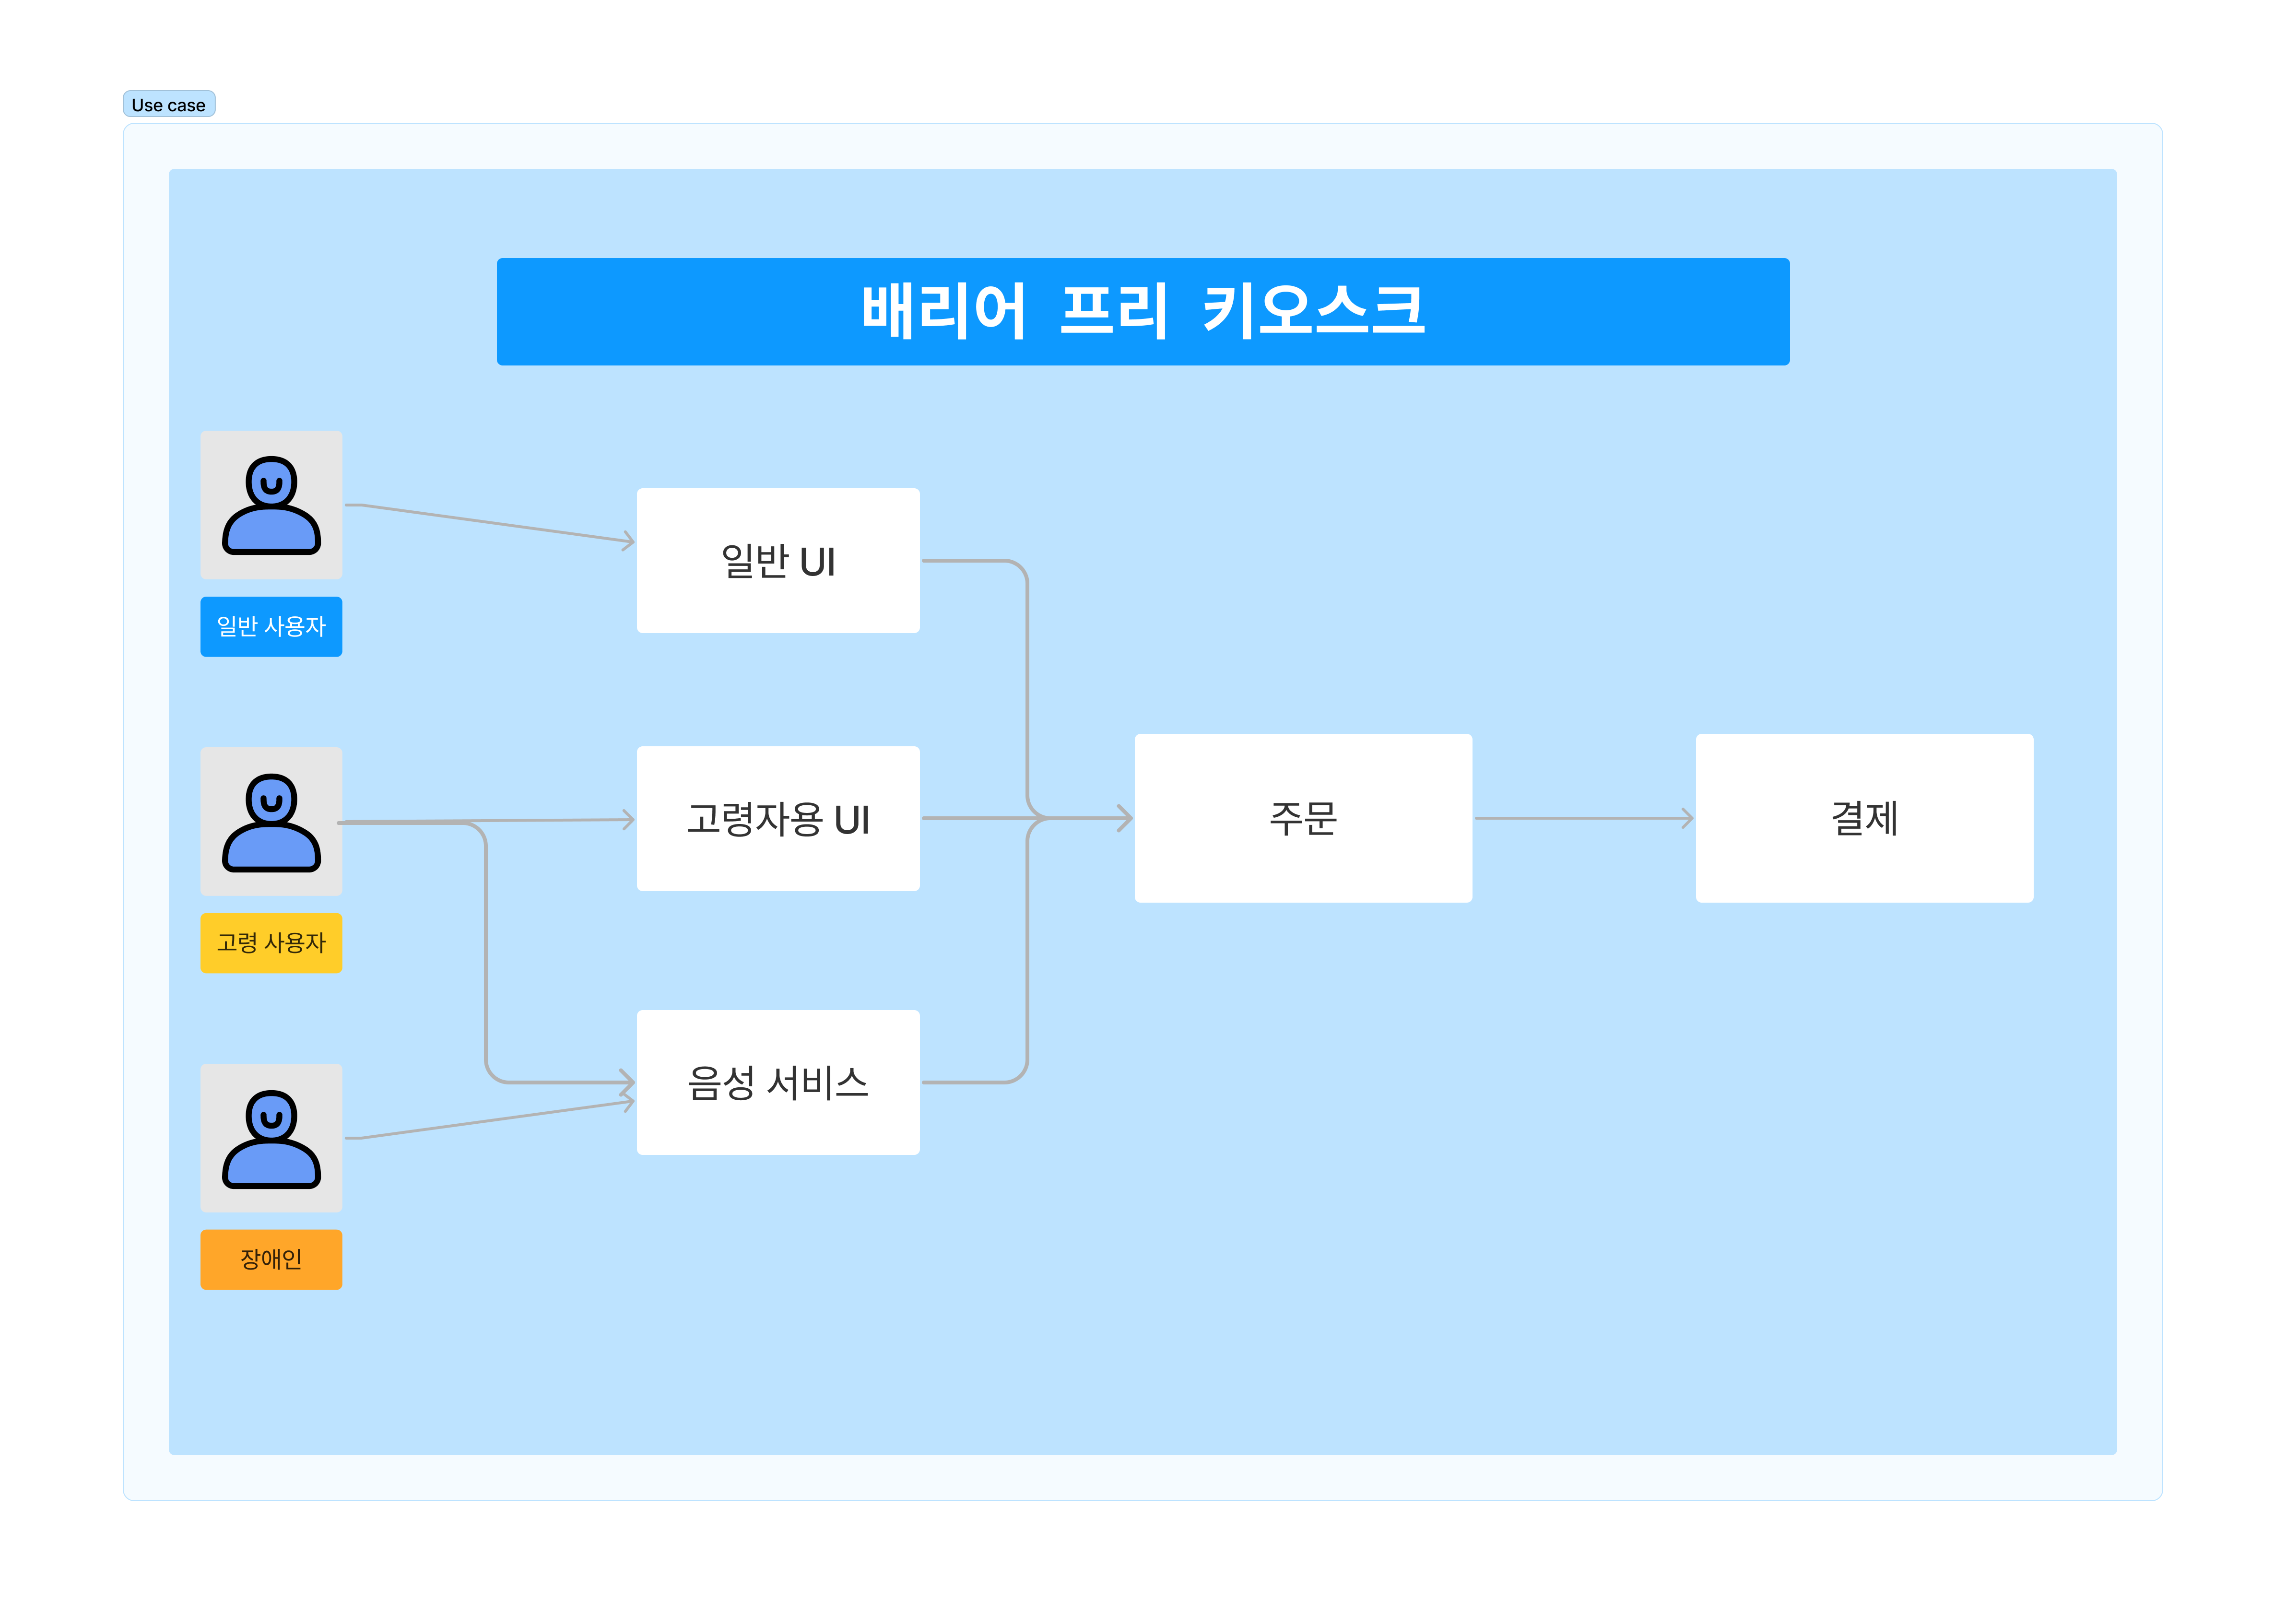 Use case
배리어 프리 키오스크
일반 사용자
일반 UI
고령 사용자
고령자용 UI
주문
결제
장애인
음성 서비스